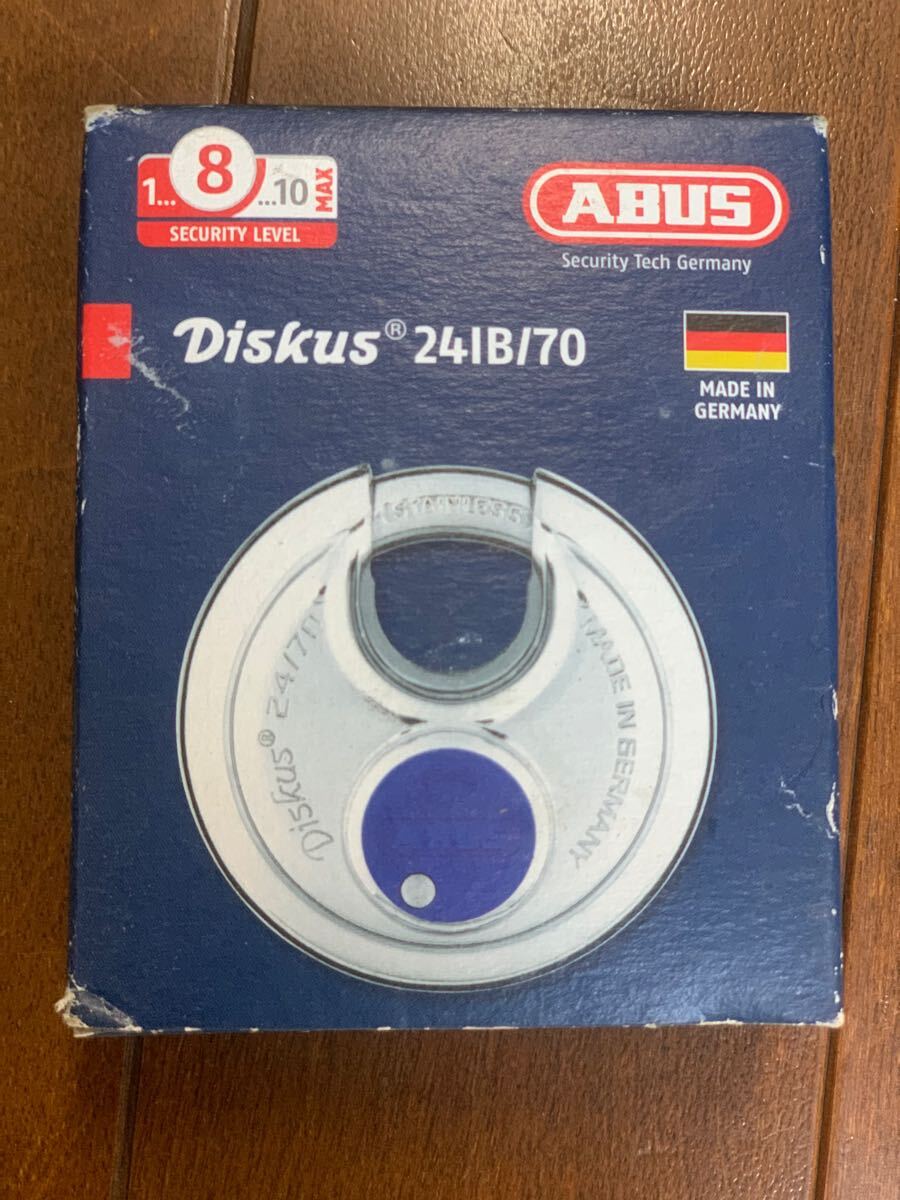 1... 8 ...10 MAX
SECURITY LEVEL
ABUS
Security Tech Germany
Diskus® 24IB/70
MADE IN
GERMANY
STAINLESS
Diskus® 24/70
MADE IN GERMANY